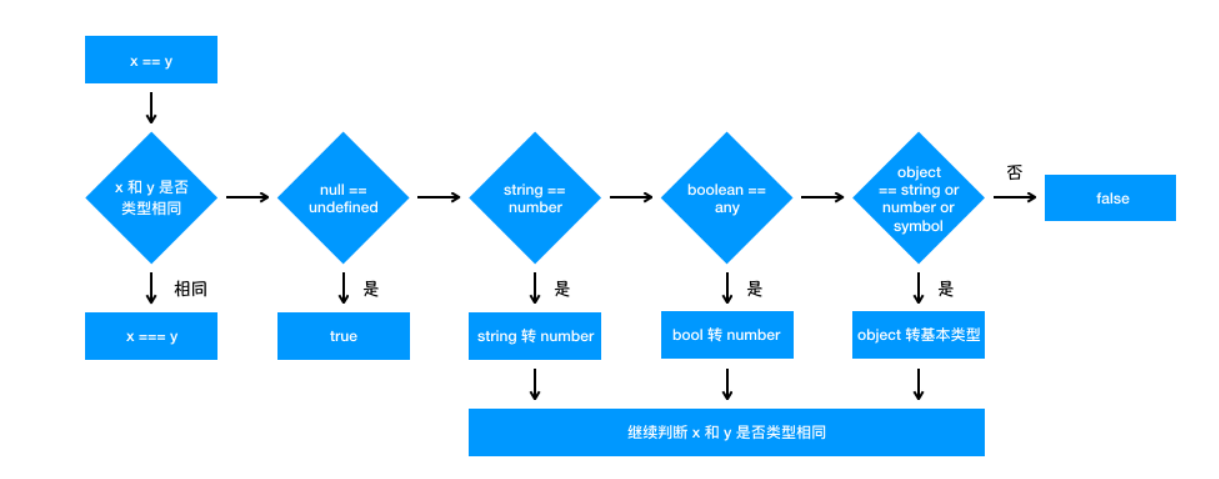 x == y
x 和 y 是否
类型相同
null ==
undefined
string ==
number
boolean ==
any
object
== string or
number or
symbol
否
false
相同
是
是
是
是
x === y
true
string 转 number
bool 转 number
object 转基本类型
继续判断 x 和 y 是否类型相同